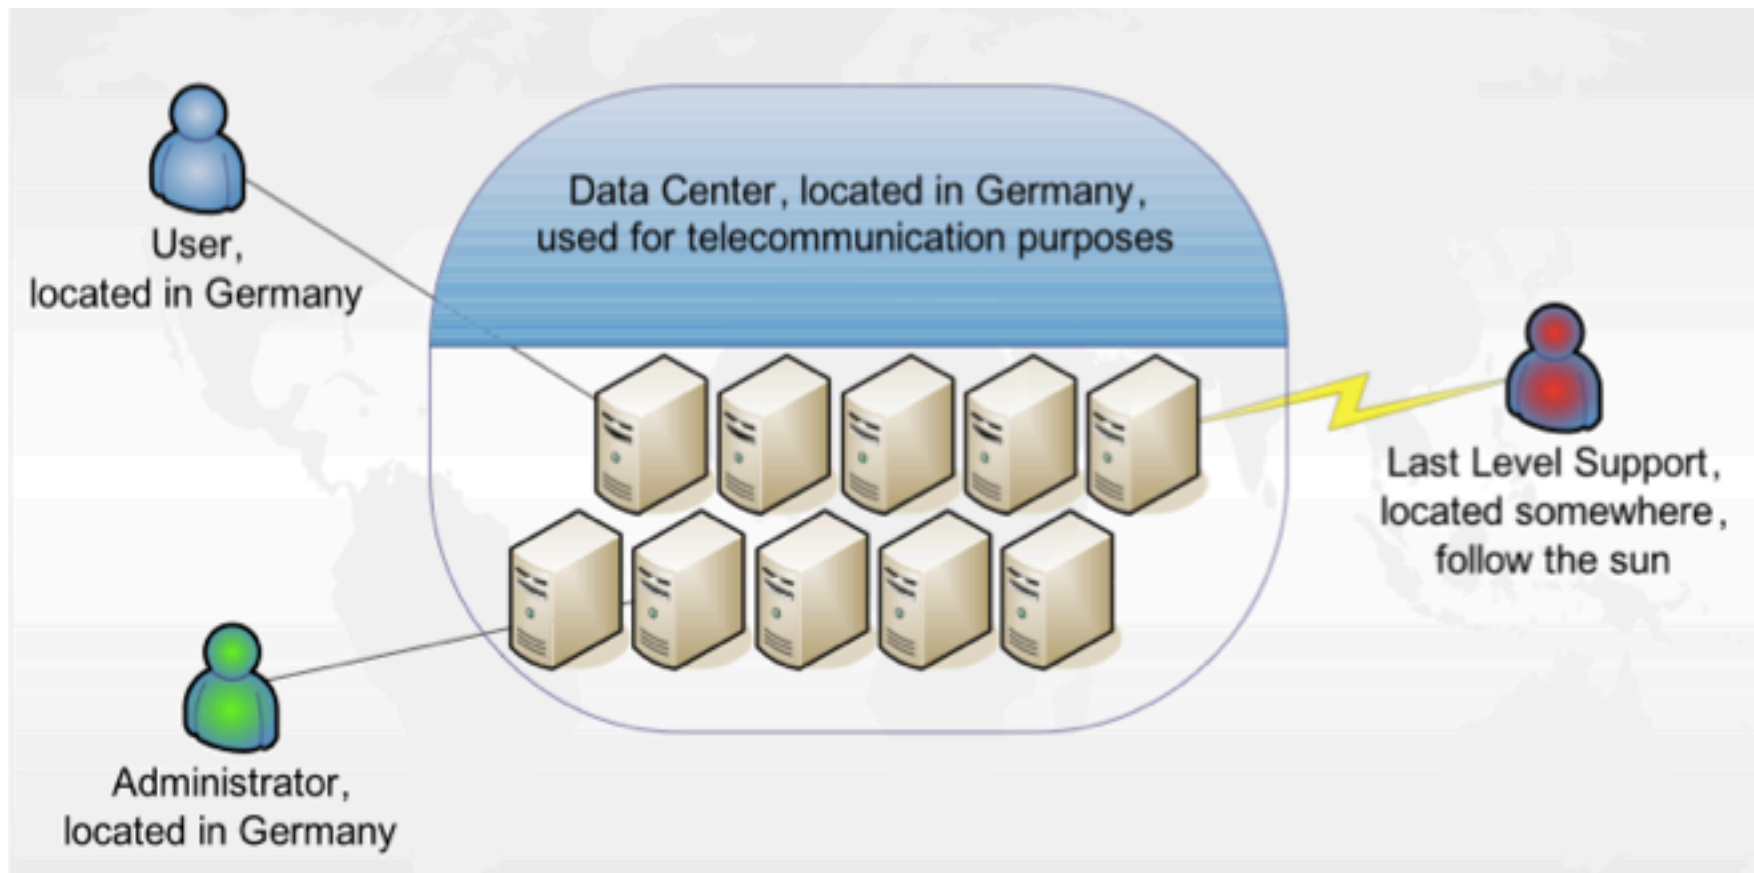 Data Center, located in Germany,
used for telecommunication purposes
User,
located in Germany
Last Level Support,
located somewhere,
follow the sun
Administrator,
located in Germany